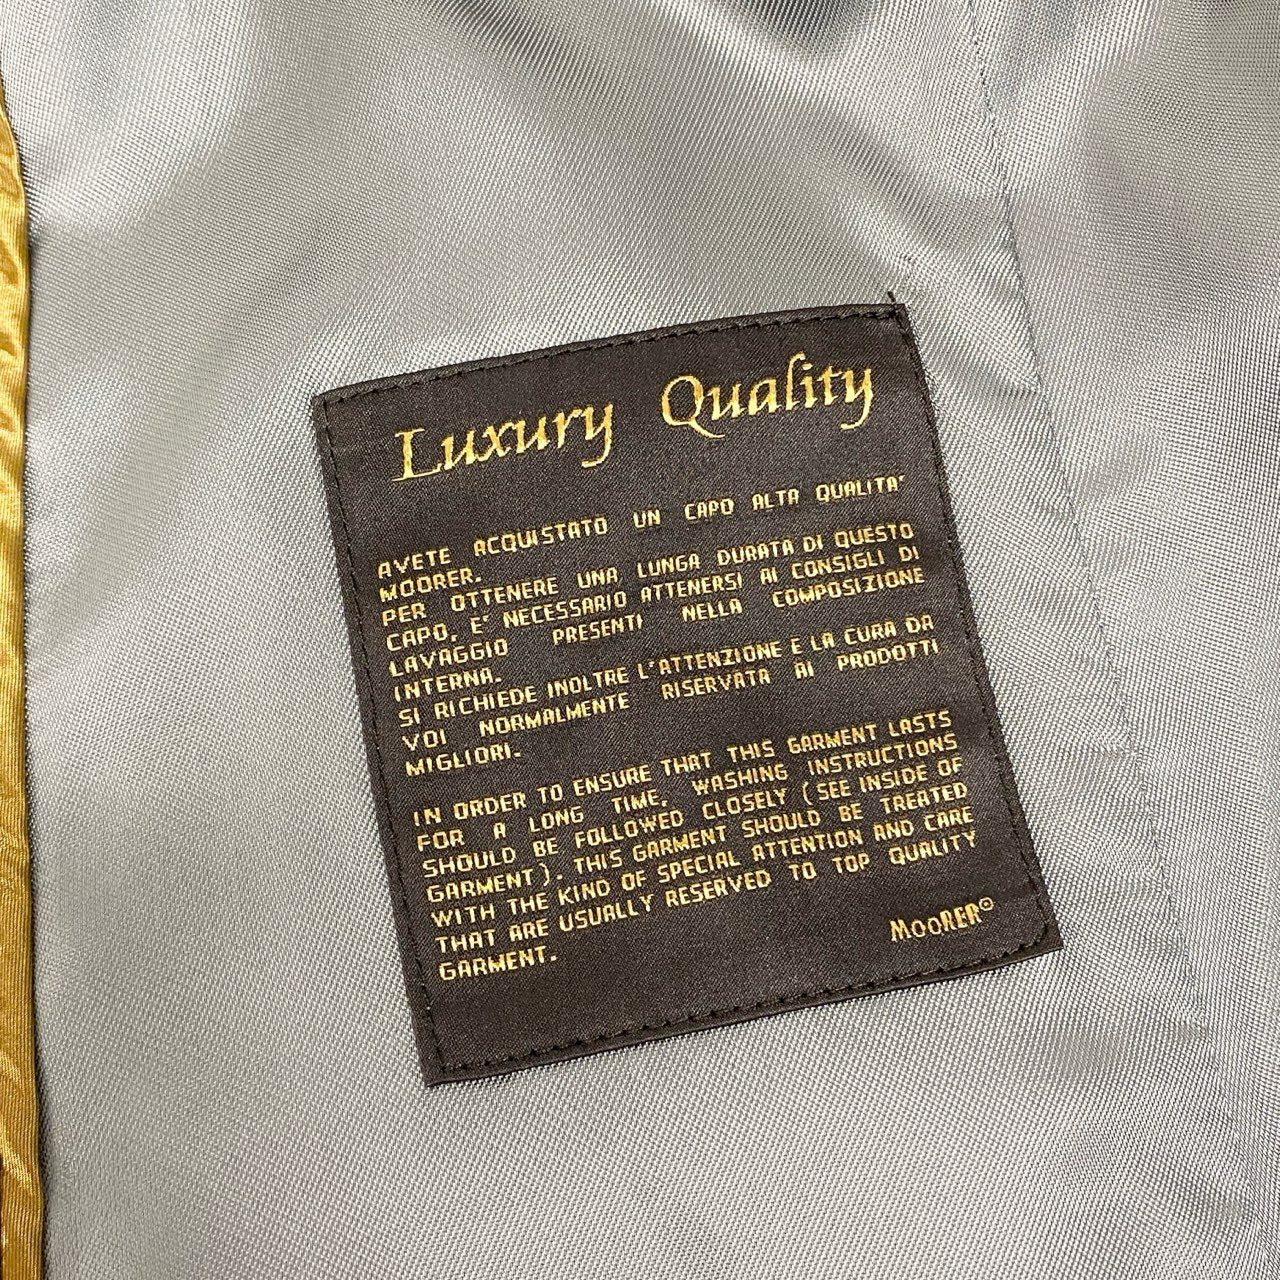 Luxury Quality
AVETE ACQUISTATO UN CAPO ALTA QUALITA'
MOORER.
PER OTTENERE UNA LUNGA DURATA DI QUESTO
CAPO, E' NECESSARIO ATTENERSI AI CONSIGLI DI
LAVAGGIO PRESENTI NELLA COMPOSIZIONE
INTERNA.
SI RICHIEDE INOLTRE L'ATTENZIONE E LA CURA DA
VOI NORMALMENTE RISERVATA AI PRODOTTI
MIGLIORI.
IN ORDER TO ENSURE THAT THIS GARMENT LASTS
FOR A LONG TIME, WASHING INSTRUCTIONS
SHOULD BE FOLLOWED CLOSELY (SEE INSIDE OF
GARMENT). THIS GARMENT SHOULD BE TREATED
WITH THE KIND OF SPECIAL ATTENTION AND CARE
THAT ARE USUALLY RESERVED TO TOP QUALITY
GARMENT.
MOORER®